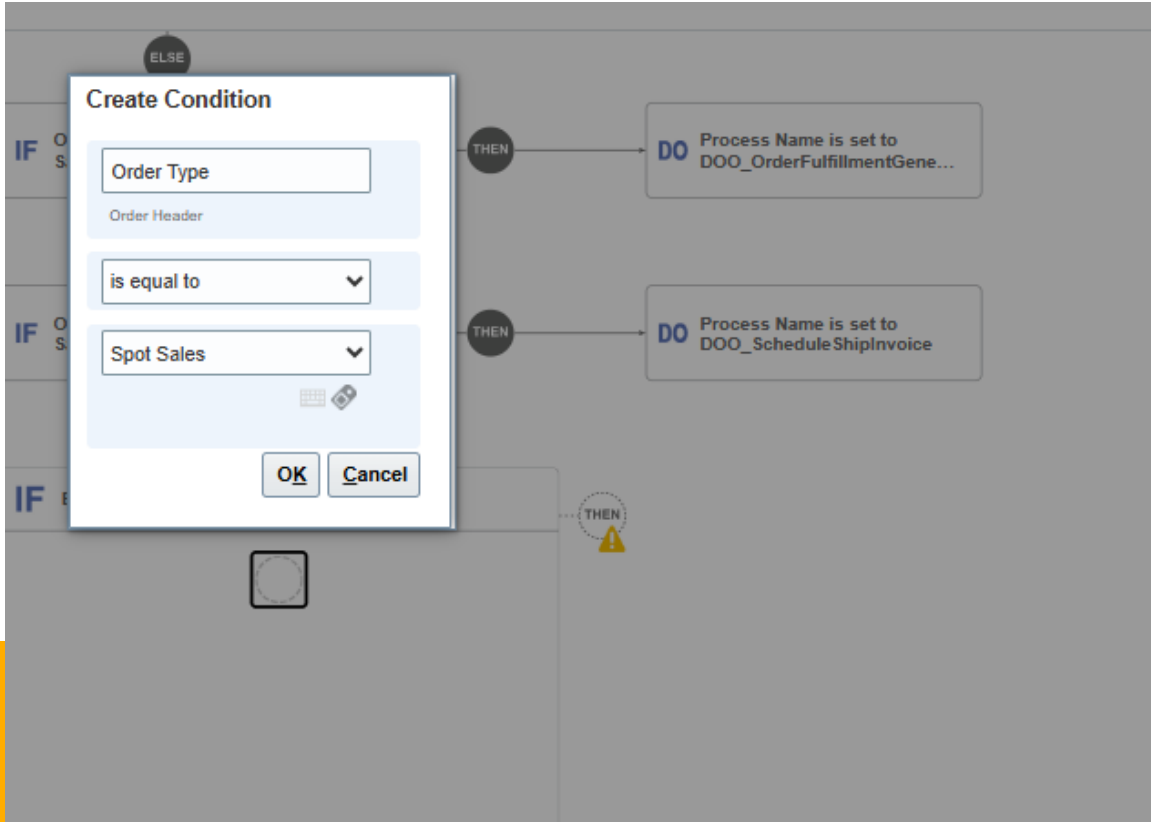 ELSE
Create Condition
Order Type
Order Header
is equal to
Spot Sales
OK
Cancel
IF
THEN
DO
Process Name is set to
DOO_OrderFulfillmentGene...
IF
THEN
DO
Process Name is set to
DOO_ScheduleShipInvoice
IF
THEN